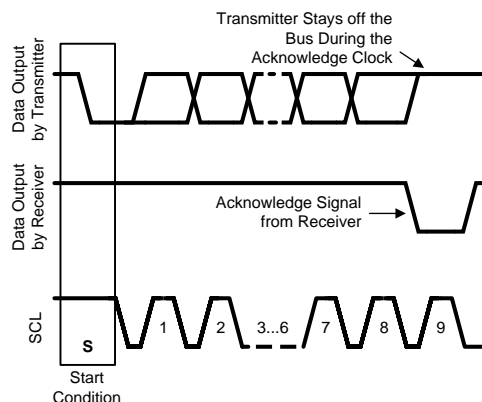 Transmitter Stays off the
Bus During the
Acknowledge Clock
Data Output
by Transmitter
Data Output
by Receiver
Acknowledge Signal
from Receiver
SCL
1 2 3...6 7 8 9
S
Start
Condition